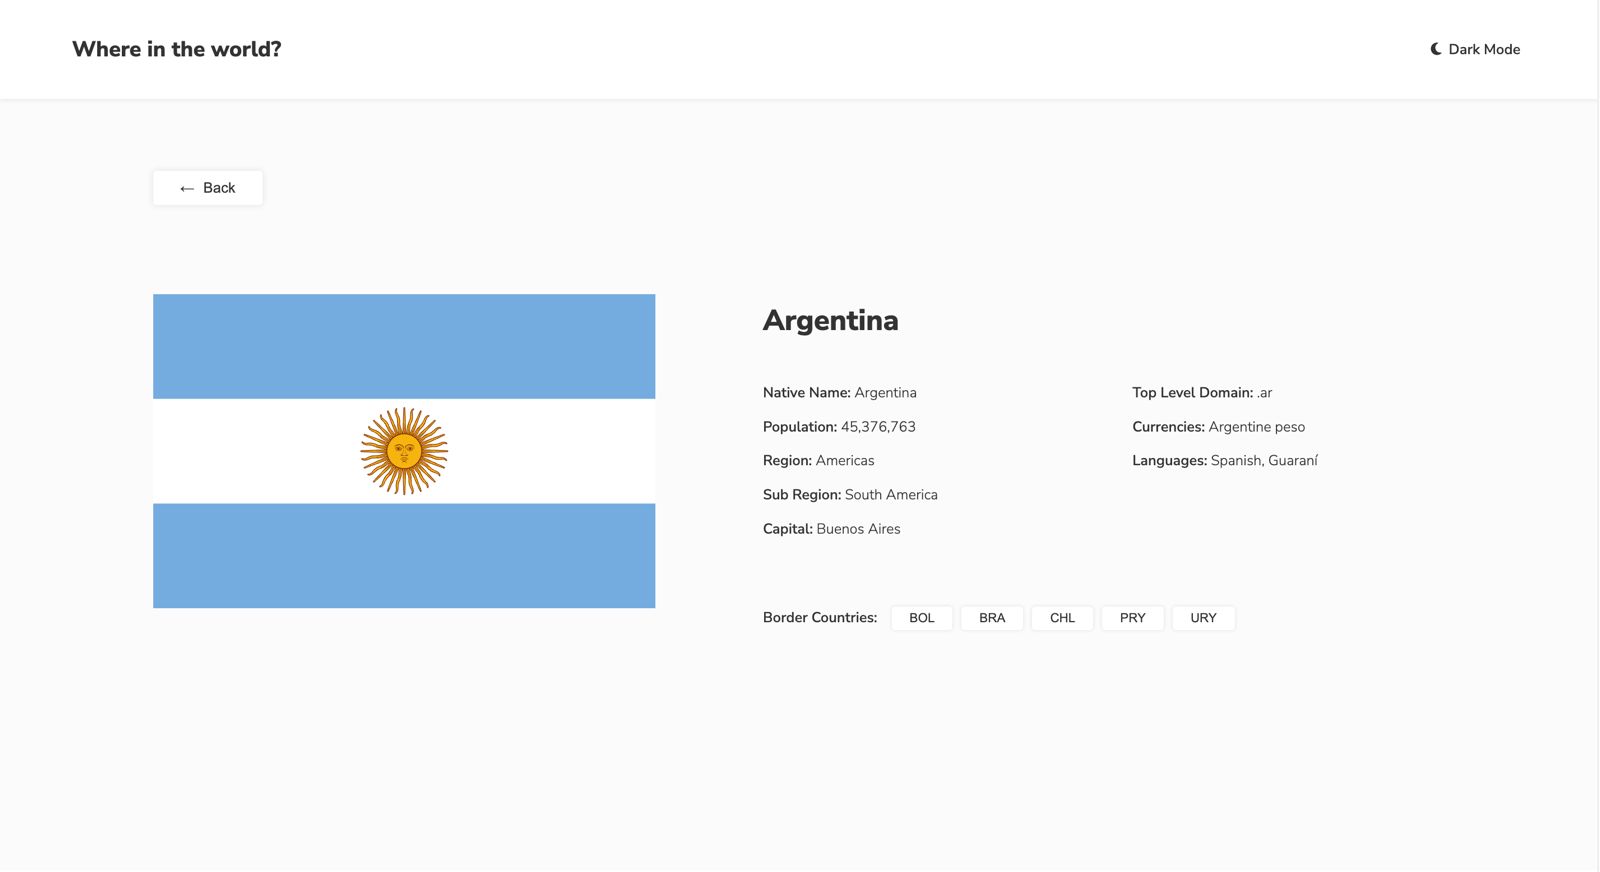 Where in the world?
Dark Mode
← Back
Argentina
Native Name: Argentina
Population: 45,376,763
Region: Americas
Sub Region: South America
Capital: Buenos Aires
Top Level Domain: .ar
Currencies: Argentine peso
Languages: Spanish, Guaraní
Border Countries: BOL BRA CHL PRY URY